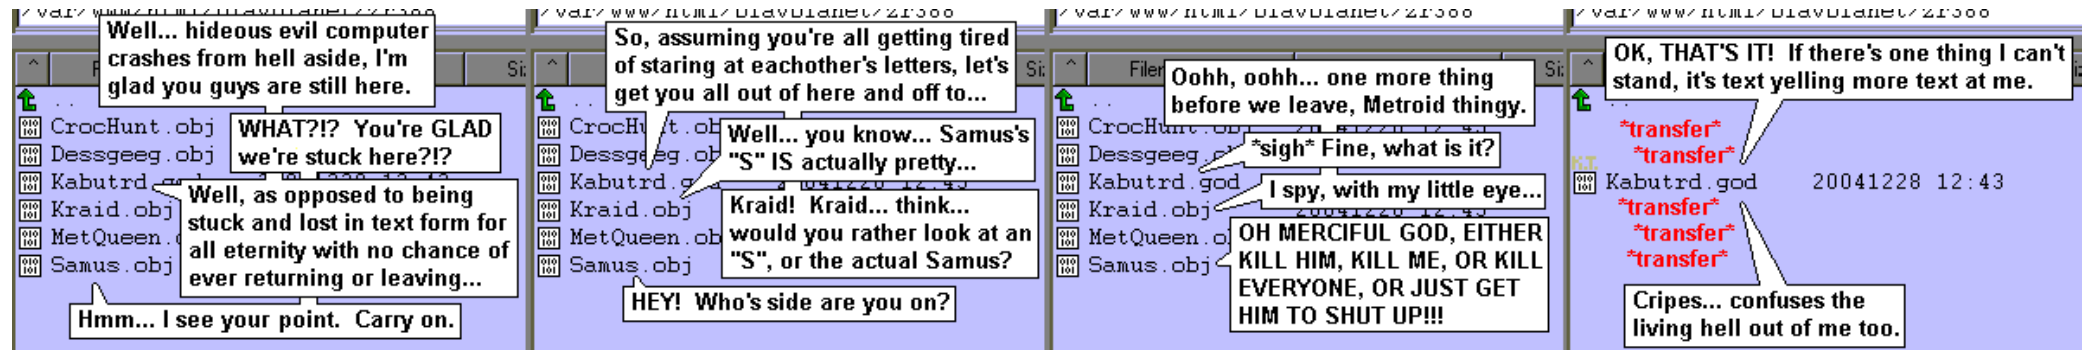 Well... hideous evil computer
crashes from hell aside, I'm
glad you guys are still here.
WHAT?!? You're GLAD
we're stuck here?!?
Well, as opposed to being
stuck and lost in text form for
all eternity with no chance of
ever returning or leaving...
Hmm... I see your point. Carry on.
^
..
CrocHunt.obj
Dessgeeg.obj
Kraid.obj
Samus.obj
So, assuming you're all getting tired
of staring at eachother's letters, let's
get you all out of here and off to...
Well... you know... Samus's
"S" IS actually pretty...
Kraid! Kraid... think...
would you rather look at an
"S", or the actual Samus?
HEY! Who's side are you on?
^
..
Kraid.obj
Samus.obj
Oohh, oohh... one more thing
before we leave, Metroid thingy.
*sigh* Fine, what is it?
I spy, with my little eye...
OH MERCIFUL GOD, EITHER
KILL HIM, KILL ME, OR KILL
EVERYONE, OR JUST GET
HIM TO SHUT UP!!!
^
..
Kabutrd.god
Kraid.obj
Samus.obj
OK, THAT'S IT! If there's one thing I can't
stand, it's text yelling more text at me.
^
*transfer*
*transfer*
K.T.
Kabutrd.god 20041228 12:43
*transfer*
*transfer*
*transfer*
Cripes... confuses the
living hell out of me too.